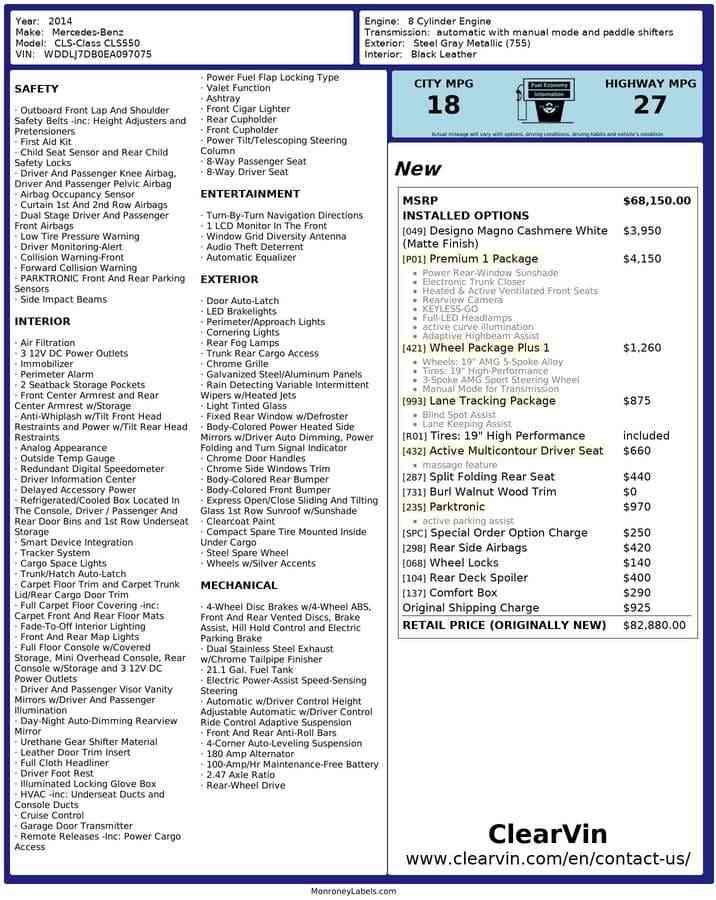 Year: 2014
Make: Mercedes-Benz
Model: CLS-Class CLS550
VIN: WDDLJ7DB0EA097075
Engine: 8 Cylinder Engine
Transmission: automatic with manual mode and paddle shifters
Exterior: Steel Gray Metallic (755)
Interior: Black Leather
SAFETY
· Outboard Front Lap And Shoulder
Safety Belts -inc: Height Adjusters and
Pretensioners
· First Aid Kit
· Child Seat Sensor and Rear Child
Safety Locks
· Driver And Passenger Knee Airbag,
Driver And Passenger Pelvic Airbag
· Airbag Occupancy Sensor
· Curtain 1st And 2nd Row Airbags
· Dual Stage Driver And Passenger
Front Airbags
· Low Tire Pressure Warning
· Driver Monitoring-Alert
· Collision Warning-Front
· Forward Collision Warning
· PARKTRONIC Front And Rear Parking
Sensors
· Side Impact Beams
INTERIOR
· Air Filtration
· 3 12V DC Power Outlets
· Immobilizer
· Perimeter Alarm
· 2 Seatback Storage Pockets
· Front Center Armrest and Rear
Center Armrest w/Storage
· Anti-Whiplash w/Tilt Front Head
Restraints and Power w/Tilt Rear Head
Restraints
· Analog Appearance
· Outside Temp Gauge
· Redundant Digital Speedometer
· Driver Information Center
· Delayed Accessory Power
· Refrigerated/Cooled Box Located In
The Console, Driver / Passenger And
Rear Door Bins and 1st Row Underseat
Storage
· Smart Device Integration
· Tracker System
· Cargo Space Lights
· Trunk/Hatch Auto-Latch
· Carpet Floor Trim and Carpet Trunk
Lid/Rear Cargo Door Trim
· Full Carpet Floor Covering -inc:
Carpet Front And Rear Floor Mats
· Fade-To-Off Interior Lighting
· Front And Rear Map Lights
· Full Floor Console w/Covered
Storage, Mini Overhead Console, Rear
Console w/Storage and 3 12V DC
Power Outlets
· Driver And Passenger Visor Vanity
Mirrors w/Driver And Passenger
Illumination
· Day-Night Auto-Dimming Rearview
Mirror
· Urethane Gear Shifter Material
· Leather Door Trim Insert
· Full Cloth Headliner
· Driver Foot Rest
· Illuminated Locking Glove Box
· HVAC -inc: Underseat Ducts and
Console Ducts
· Cruise Control
· Garage Door Transmitter
· Remote Releases -Inc: Power Cargo
Access
· Power Fuel Flap Locking Type
· Valet Function
· Ashtray
· Front Cigar Lighter
· Rear Cupholder
· Front Cupholder
· Power Tilt/Telescoping Steering
Column
· 8-Way Passenger Seat
· 8-Way Driver Seat
ENTERTAINMENT
· Turn-By-Turn Navigation Directions
· 1 LCD Monitor In The Front
· Window Grid Diversity Antenna
· Audio Theft Deterrent
· Automatic Equalizer
EXTERIOR
· Door Auto-Latch
· LED Brakelights
· Perimeter/Approach Lights
· Cornering Lights
· Rear Fog Lamps
· Trunk Rear Cargo Access
· Chrome Grille
· Galvanized Steel/Aluminum Panels
· Rain Detecting Variable Intermittent
Wipers w/Heated Jets
· Light Tinted Glass
· Fixed Rear Window w/Defroster
· Body-Colored Power Heated Side
Mirrors w/Driver Auto Dimming, Power
Folding and Turn Signal Indicator
· Chrome Door Handles
· Chrome Side Windows Trim
· Body-Colored Rear Bumper
· Body-Colored Front Bumper
· Express Open/Close Sliding And Tilting
Glass 1st Row Sunroof w/Sunshade
· Clearcoat Paint
· Compact Spare Tire Mounted Inside
Under Cargo
· Steel Spare Wheel
· Wheels w/Silver Accents
MECHANICAL
· 4-Wheel Disc Brakes w/4-Wheel ABS,
Front And Rear Vented Discs, Brake
Assist, Hill Hold Control and Electric
Parking Brake
· Dual Stainless Steel Exhaust
w/Chrome Tailpipe Finisher
· 21.1 Gal. Fuel Tank
· Electric Power-Assist Speed-Sensing
Steering
· Automatic w/Driver Control Height
Adjustable Automatic w/Driver Control
Ride Control Adaptive Suspension
· Front And Rear Anti-Roll Bars
· 4-Corner Auto-Leveling Suspension
· 180 Amp Alternator
· 100-Amp/Hr Maintenance-Free Battery
· 2.47 Axle Ratio
· Rear-Wheel Drive
CITY MPG
18
Fuel Economy
Information
HIGHWAY MPG
27
Actual mileage will vary with options, driving conditions, driving habits and vehicle's condition
New
MSRP $68,150.00
INSTALLED OPTIONS
[049] Designo Magno Cashmere White $3,950
(Matte Finish)
[P01] Premium 1 Package $4,150
Power Rear-Window Sunshade
Electronic Trunk Closer
Heated & Active Ventilated Front Seats
Rearview Camera
KEYLESS-GO
Full-LED Headlamps
active curve illumination
Adaptive Highbeam Assist
[421] Wheel Package Plus 1 $1,260
Wheels: 19" AMG 5-Spoke Alloy
Tires: 19" High-Performance
3-Spoke AMG Sport Steering Wheel
Manual Mode for Transmission
[993] Lane Tracking Package $875
Blind Spot Assist
Lane Keeping Assist
[R01] Tires: 19" High Performance included
[432] Active Multicontour Driver Seat $660
massage feature
[287] Split Folding Rear Seat $440
[731] Burl Walnut Wood Trim $0
[235] Parktronic $970
active parking assist
[SPC] Special Order Option Charge $250
[298] Rear Side Airbags $420
[068] Wheel Locks $140
[104] Rear Deck Spoiler $400
[137] Comfort Box $290
Original Shipping Charge $925
RETAIL PRICE (ORIGINALLY NEW) $82,880.00
ClearVin
www.clearvin.com/en/contact-us/
MonroneyLabels.com